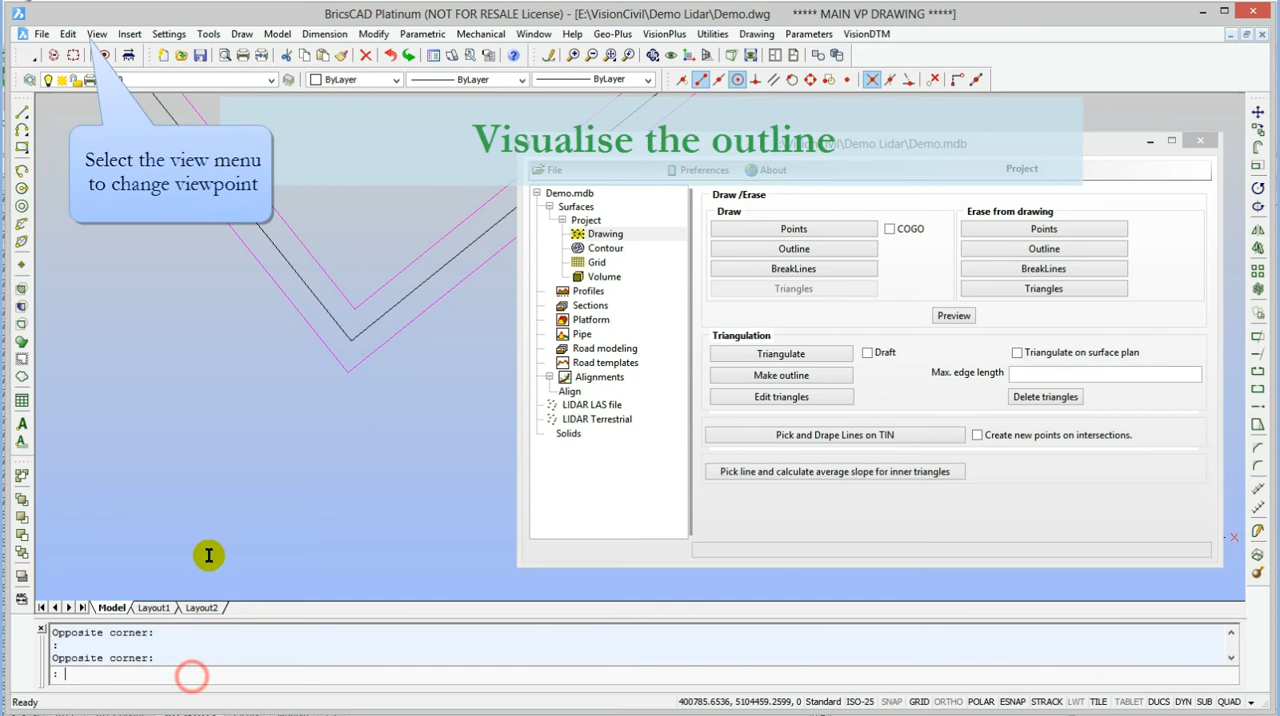 BricsCAD Platinum (NOT FOR RESALE License) - [E:\VisionCivil\Demo Lidar\Demo.dwg ***** MAIN VP DRAWING *****]
File Edit View Insert Settings Tools Draw Model Dimension Modify Parametric Mechanical Window Help Geo-Plus VisionPlus Utilities Drawing Parameters VisionDTM
ByLayer ByLayer ByLayer
Visualise the outline
Select the view menu
to change viewpoint
VisionCivil\Demo Lidar\Demo.mdb
File Preferences About Project
Demo.mdb
Surfaces
Project
Drawing
Contour
Grid
Volume
Profiles
Sections
Platform
Pipe
Road modeling
Road templates
Alignments
Align
LIDAR LAS file
LIDAR Terrestrial
Solids
Draw /Erase
Draw Erase from drawing
Points COGO Points
Outline Outline
BreakLines BreakLines
Triangles Triangles
Preview
Triangulation
Triangulate Draft Triangulate on surface plan
Make outline Max. edge length
Edit triangles Delete triangles
Pick and Drape Lines on TIN Create new points on intersections.
Pick line and calculate average slope for inner triangles
X
Model Layout1 Layout2
Opposite corner:
:
Opposite corner:
:
Ready 400785.6536, 5104459.2599, 0 Standard ISO-25 SNAP GRID ORTHO POLAR ESNAP STRACK LWT TILE TABLET DUCS DYN SUB QUAD